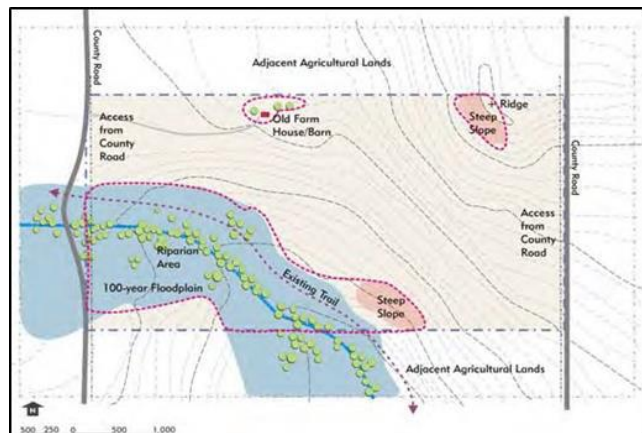 County Road
Adjacent Agricultural Lands
Access
from
County
Road
Old Farm
House/Barn
Ridge
Steep
Slope
County Road
Access
from
County
Road
Riparian
Area
100-year Floodplain
Existing Trail
Steep
Slope
Adjacent Agricultural Lands
N
500 250 0 500 1,000